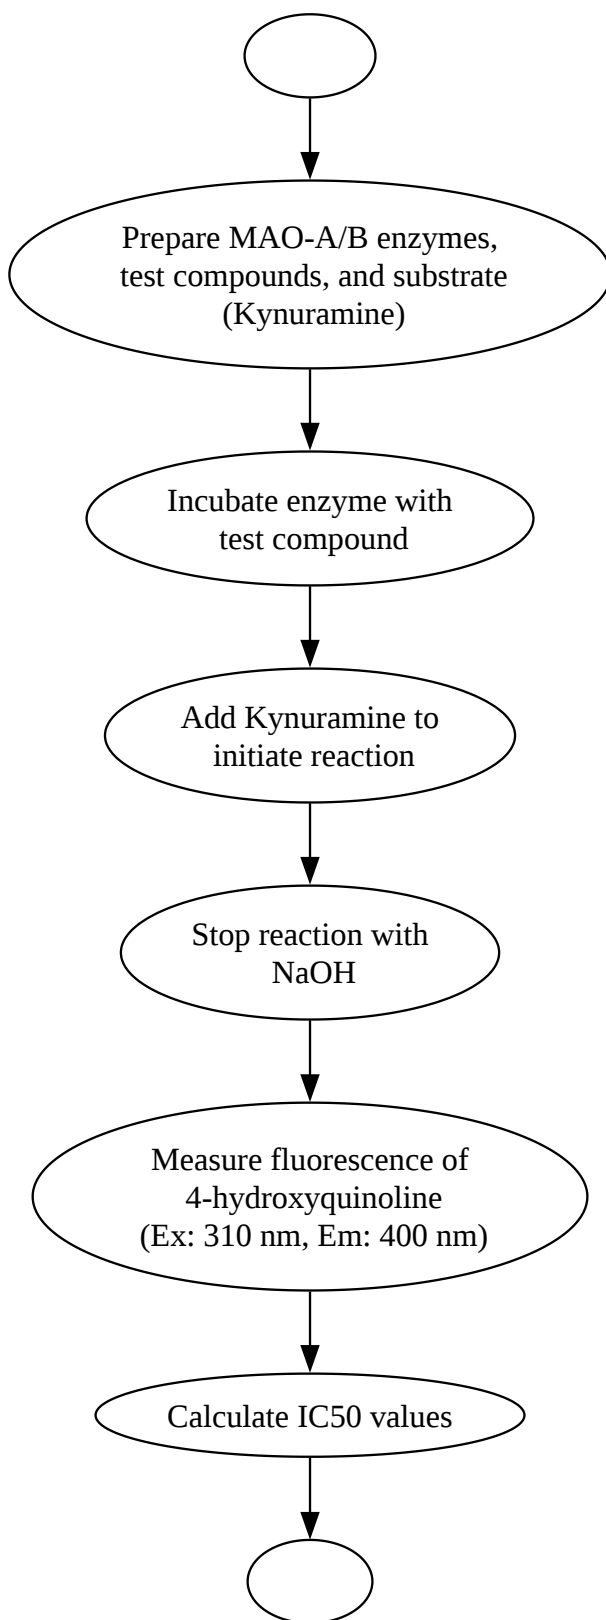 Prepare MAO-A/B enzymes,
test compounds, and substrate
(Kynuramine)
Incubate enzyme with
test compound
Add Kynuramine to
initiate reaction
Stop reaction with
NaOH
Measure fluorescence of
4-hydroxyquinoline
(Ex: 310 nm, Em: 400 nm)
Calculate IC50 values